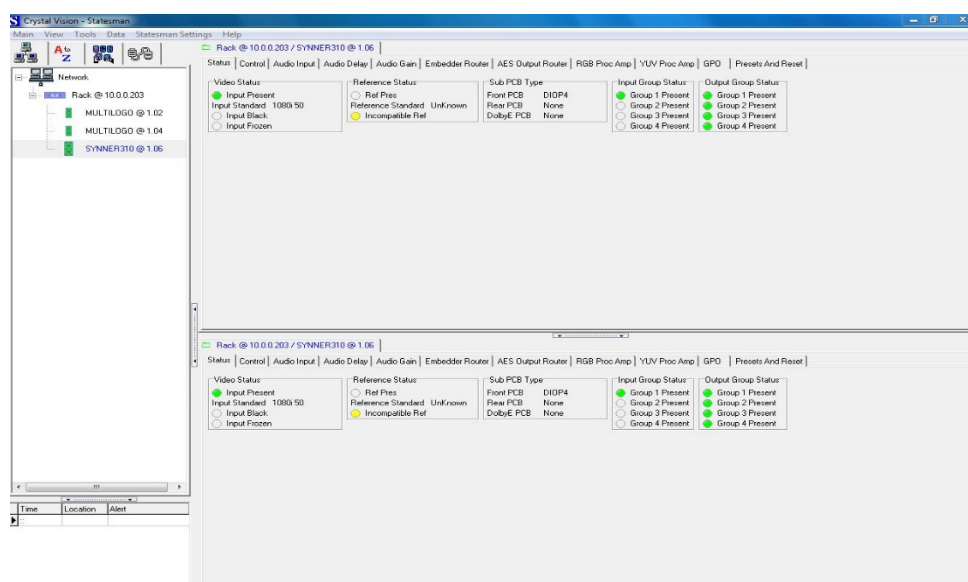 Crystal Vision - Statesman
Main View Tools Data Statesman Settings Help
A to Z
Network
Rack @ 10.0.0.203
MULTILOGO @ 1.02
MULTILOGO @ 1.04
SYNNER310 @ 1.06
Time Location Alert
Rack @ 10.0.0.203 / SYNNER310 @ 1.06
Status Control Audio Input Audio Delay Audio Gain Embedder Router AES Output Router RGB Proc Amp YUV Proc Amp GPO Presets And Reset
Video Status Reference Status Sub PCB Type Input Group Status Output Group Status
Input Present Ref Pres Front PCB DIOP4 Group 1 Present Group 1 Present
Input Standard 1080i 50 Reference Standard UnKnown Rear PCB None Group 2 Present Group 2 Present
Input Black Incompatible Ref DolbyE PCB None Group 3 Present Group 3 Present
Input Frozen Group 4 Present Group 4 Present
Rack @ 10.0.0.203 / SYNNER310 @ 1.06
Status Control Audio Input Audio Delay Audio Gain Embedder Router AES Output Router RGB Proc Amp YUV Proc Amp GPO Presets And Reset
Video Status Reference Status Sub PCB Type Input Group Status Output Group Status
Input Present Ref Pres Front PCB DIOP4 Group 1 Present Group 1 Present
Input Standard 1080i 50 Reference Standard UnKnown Rear PCB None Group 2 Present Group 2 Present
Input Black Incompatible Ref DolbyE PCB None Group 3 Present Group 3 Present
Input Frozen Group 4 Present Group 4 Present